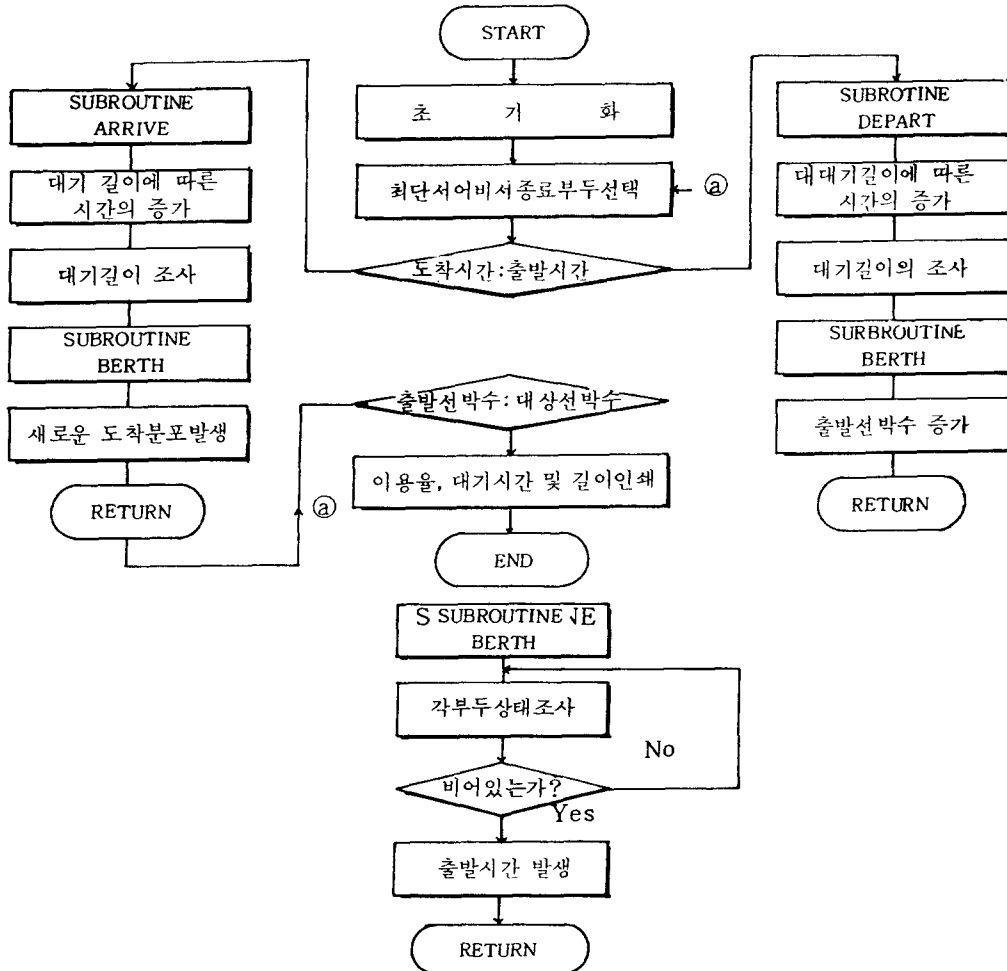 START
초 기 화
최단서어비서종료부두선택
ⓐ
도착시간:출발시간
SUBROUTINE
ARRIVE
대기 길이에 따른
시간의 증가
대기길이 조사
SUBROUTINE
BERTH
새로운 도착분포발생
RETURN
ⓐ
SUBROTINE
DEPART
대대기길이에 따른
시간의 증가
대기길이의 조사
SURBROUTINE
BERTH
출발선박수 증가
RETURN
출발선박수:대상선박수
이용율, 대기시간 및 길이인쇄
END
S SUBROUTINE NE
BERTH
각부두상태조사
No
비어있는가?
Yes
출발시간 발생
RETURN